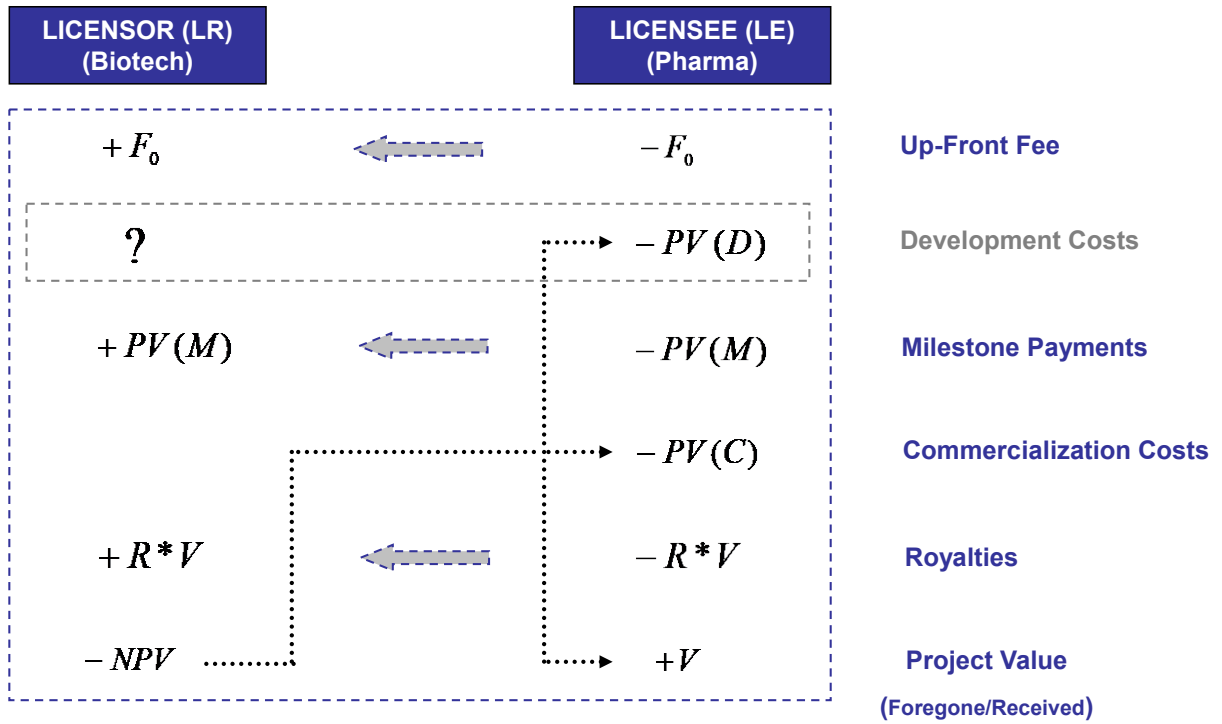 LICENSOR (LR)
(Biotech)
LICENSEE (LE)
(Pharma)
+ F₀
− F₀
Up-Front Fee
?
− PV(D)
Development Costs
+ PV(M)
− PV(M)
Milestone Payments
− PV(C)
Commercialization Costs
+ R * V
− R * V
Royalties
− NPV
+V
Project Value
(Foregone/Received)